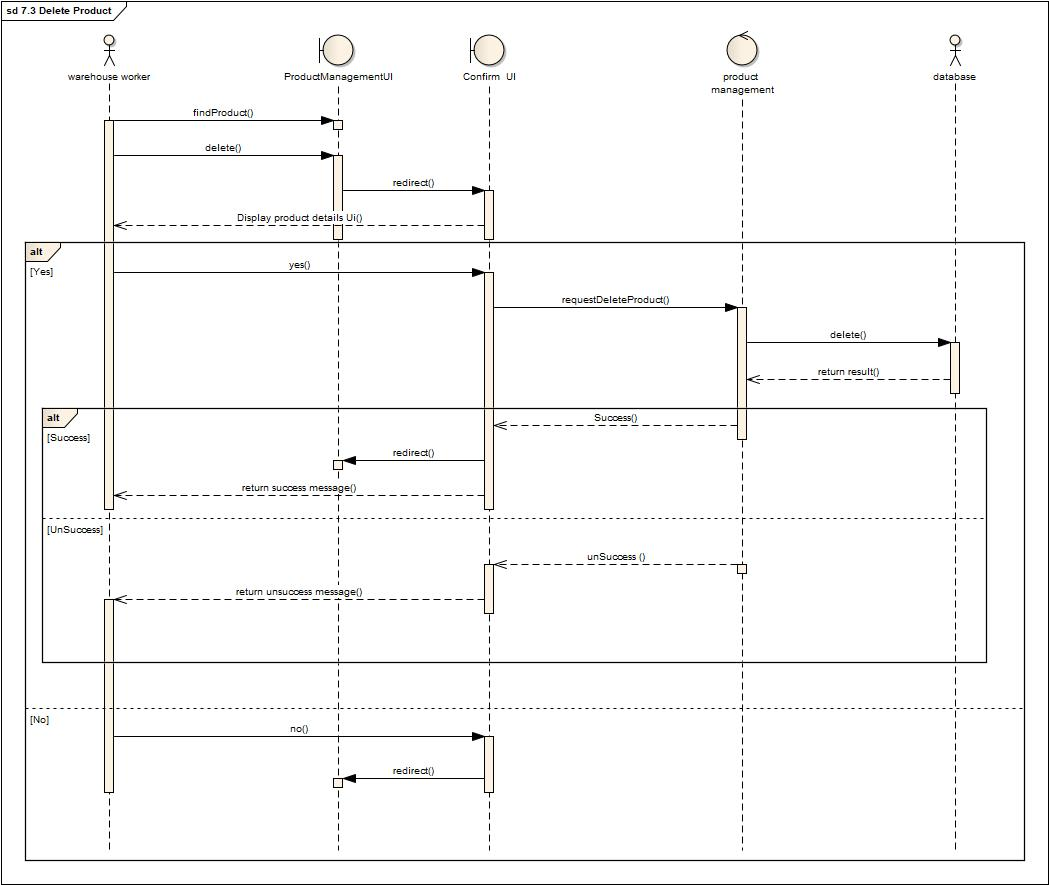 sd 7.3 Delete Product
warehouse worker
ProductManagementUI
Confirm UI
product
management
database
findProduct()
delete()
redirect()
Display product details Ui()
alt
[Yes]
yes()
requestDeleteProduct()
delete()
return result()
alt
[Success]
Success()
redirect()
return success message()
[UnSuccess]
unSuccess ()
return unsuccess message()
[No]
no()
redirect()